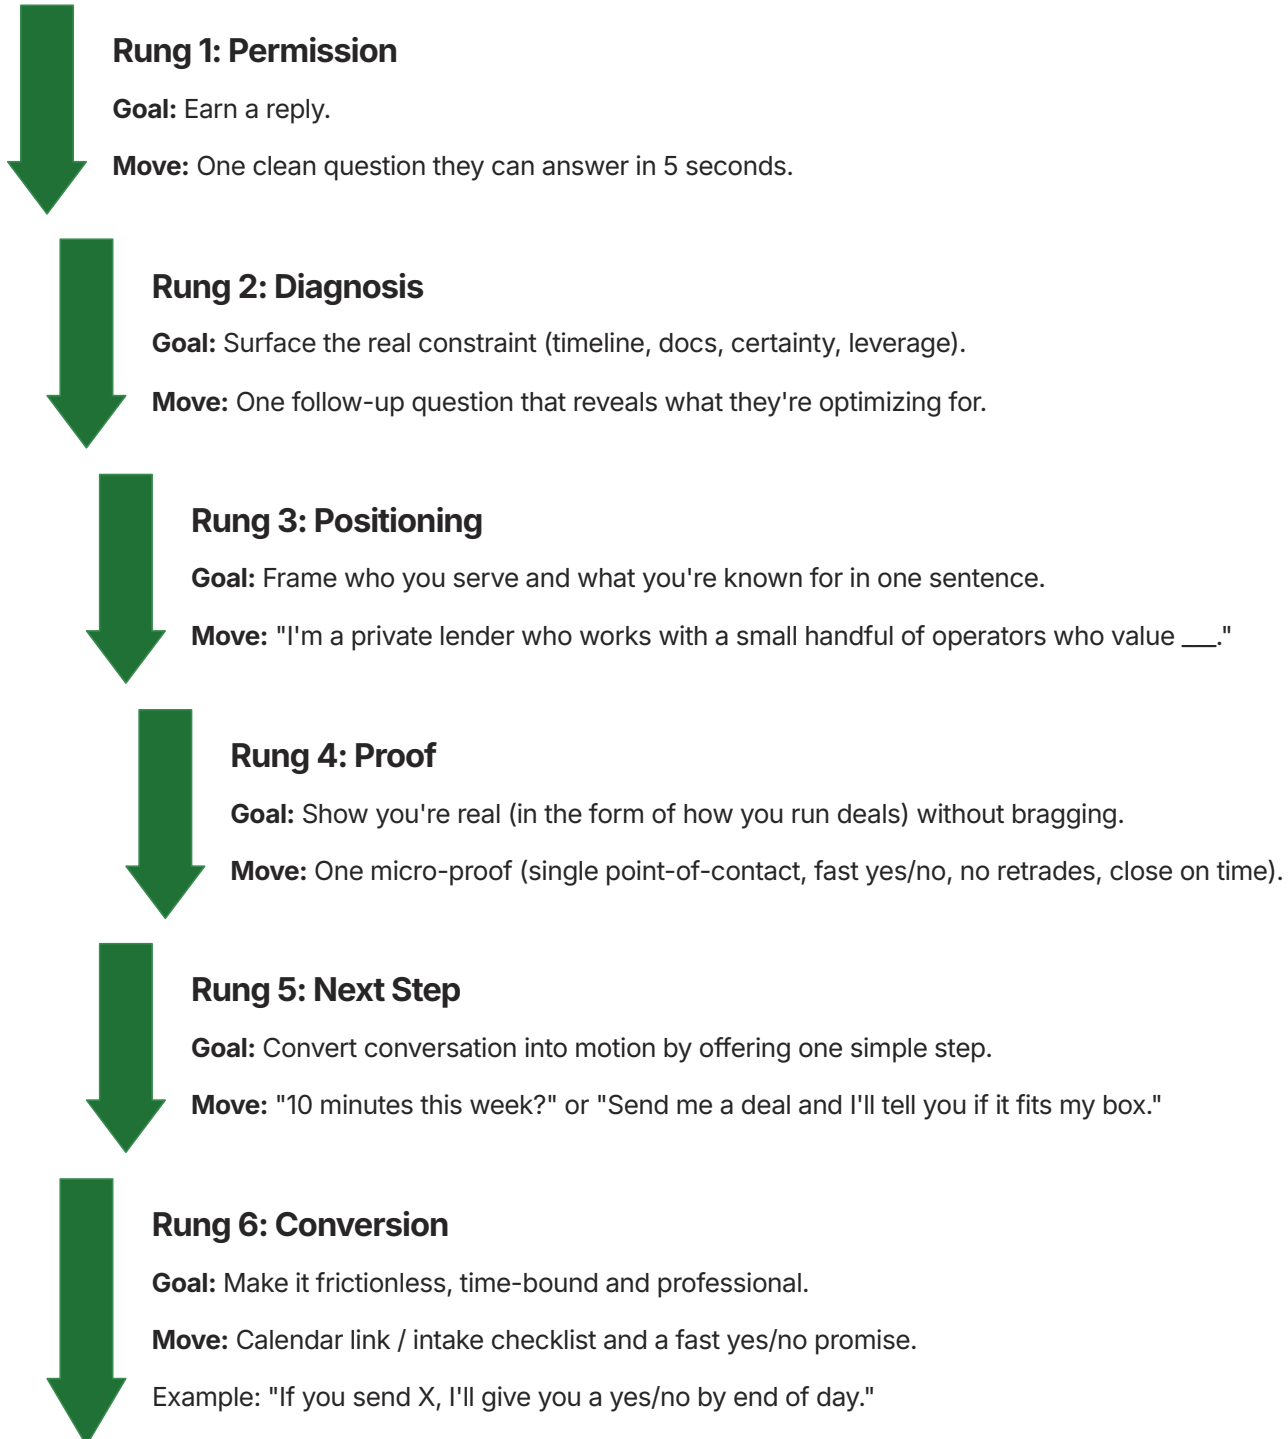 Rung 1: Permission
Goal: Earn a reply.
Move: One clean question they can answer in 5 seconds.
Rung 2: Diagnosis
Goal: Surface the real constraint (timeline, docs, certainty, leverage).
Move: One follow-up question that reveals what they're optimizing for.
Rung 3: Positioning
Goal: Frame who you serve and what you're known for in one sentence.
Move: "I'm a private lender who works with a small handful of operators who value ___."
Rung 4: Proof
Goal: Show you're real (in the form of how you run deals) without bragging.
Move: One micro-proof (single point-of-contact, fast yes/no, no retrades, close on time).
Rung 5: Next Step
Goal: Convert conversation into motion by offering one simple step.
Move: "10 minutes this week?" or "Send me a deal and I'll tell you if it fits my box."
Rung 6: Conversion
Goal: Make it frictionless, time-bound and professional.
Move: Calendar link / intake checklist and a fast yes/no promise.
Example: "If you send X, I'll give you a yes/no by end of day."